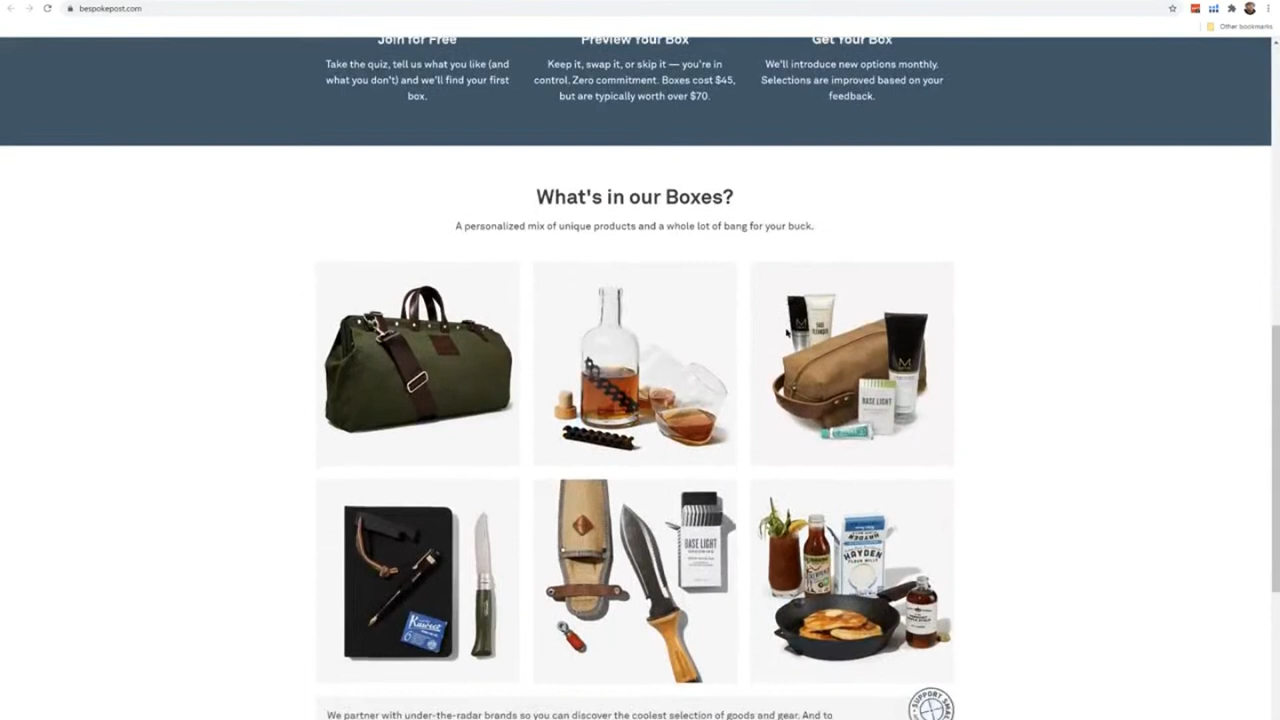 bespokepost.com
Other bookmarks
Join for Free
Preview Your Box
Get Your Box
Take the quiz, tell us what you like (and
what you don't) and we'll find your first
box.
Keep it, swap it, or skip it — you're in
control. Zero commitment. Boxes cost $45,
but are typically worth over $70.
We'll introduce new options monthly.
Selections are improved based on your
feedback.
What's in our Boxes?
A personalized mix of unique products and a whole lot of bang for your buck.
M
M
BASE LIGHT
Kaweco
BASE LIGHT
HAYDEN
FLOUR MILLS
We partner with under-the-radar brands so you can discover the coolest selection of goods and gear. And to
SUPPORT SMALL